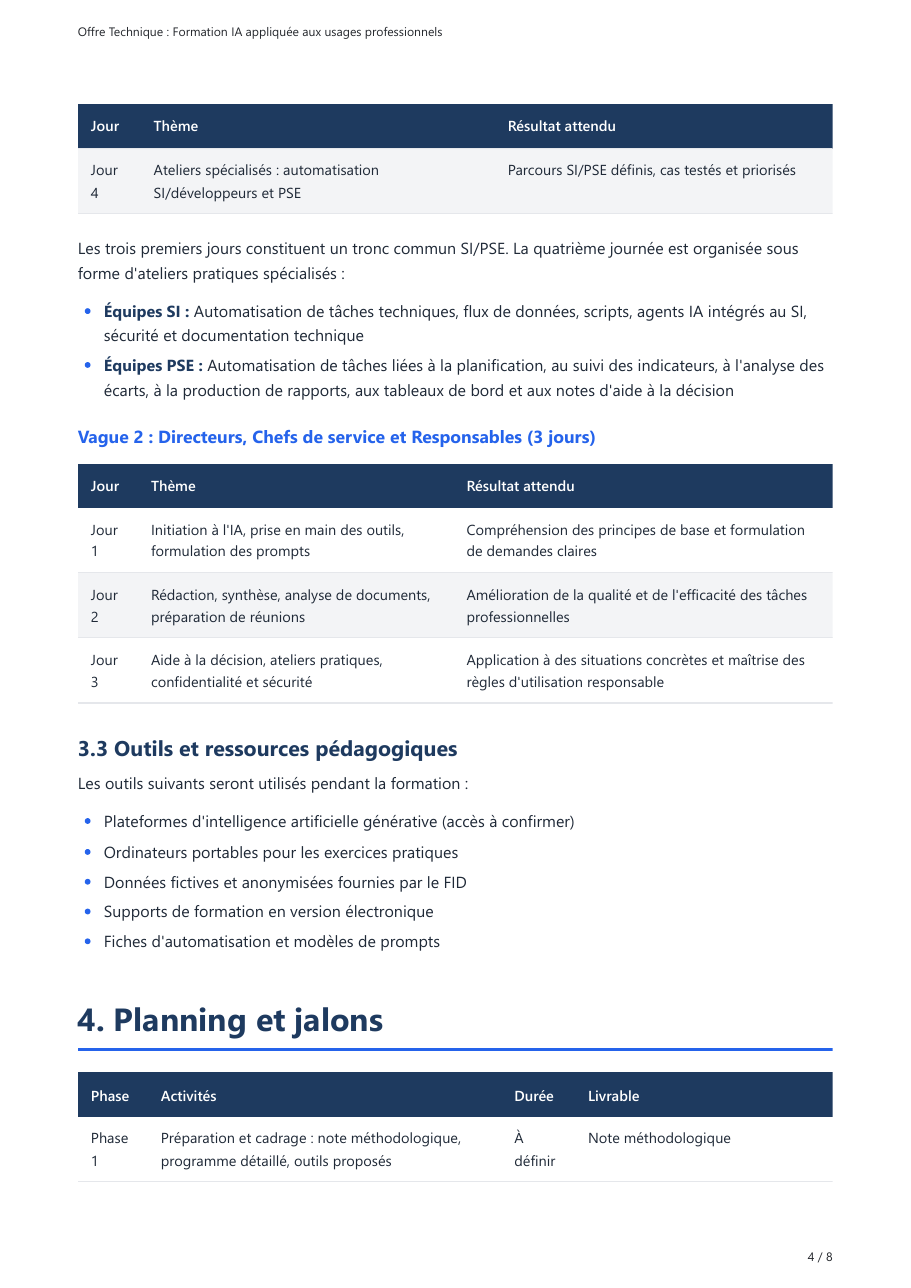 Offre Technique : Formation IA appliquée aux usages professionnels
Jour Thème Résultat attendu
Jour Ateliers spécialisés : automatisation Parcours SI/PSE définis, cas testés et priorisés
4 SI/développeurs et PSE
Les trois premiers jours constituent un tronc commun SI/PSE. La quatrième journée est organisée sous
forme d'ateliers pratiques spécialisés :
• Équipes SI : Automatisation de tâches techniques, flux de données, scripts, agents IA intégrés au SI,
sécurité et documentation technique
• Équipes PSE : Automatisation de tâches liées à la planification, au suivi des indicateurs, à l'analyse des
écarts, à la production de rapports, aux tableaux de bord et aux notes d'aide à la décision
Vague 2 : Directeurs, Chefs de service et Responsables (3 jours)
Jour Thème Résultat attendu
Jour Initiation à l'IA, prise en main des outils, Compréhension des principes de base et formulation
1 formulation des prompts de demandes claires
Jour Rédaction, synthèse, analyse de documents, Amélioration de la qualité et de l'efficacité des tâches
2 préparation de réunions professionnelles
Jour Aide à la décision, ateliers pratiques, Application à des situations concrètes et maîtrise des
3 confidentialité et sécurité règles d'utilisation responsable
3.3 Outils et ressources pédagogiques
Les outils suivants seront utilisés pendant la formation :
• Plateformes d'intelligence artificielle générative (accès à confirmer)
• Ordinateurs portables pour les exercices pratiques
• Données fictives et anonymisées fournies par le FID
• Supports de formation en version électronique
• Fiches d'automatisation et modèles de prompts
4. Planning et jalons
Phase Activités Durée Livrable
Phase Préparation et cadrage : note méthodologique, À Note méthodologique
1 programme détaillé, outils proposés définir
4 / 8